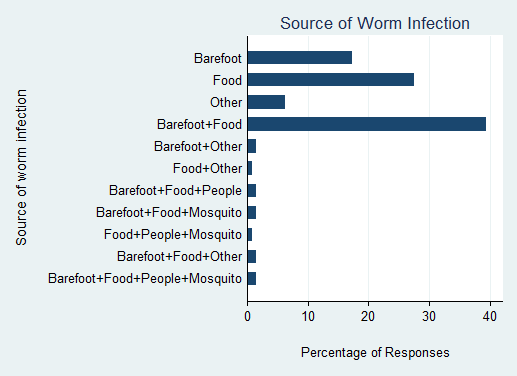 Source of Worm Infection
Source of worm infection
Barefoot
Food
Other
Barefoot+Food
Barefoot+Other
Food+Other
Barefoot+Food+People
Barefoot+Food+Mosquito
Food+People+Mosquito
Barefoot+Food+Other
Barefoot+Food+People+Mosquito
0 10 20 30 40
Percentage of Responses